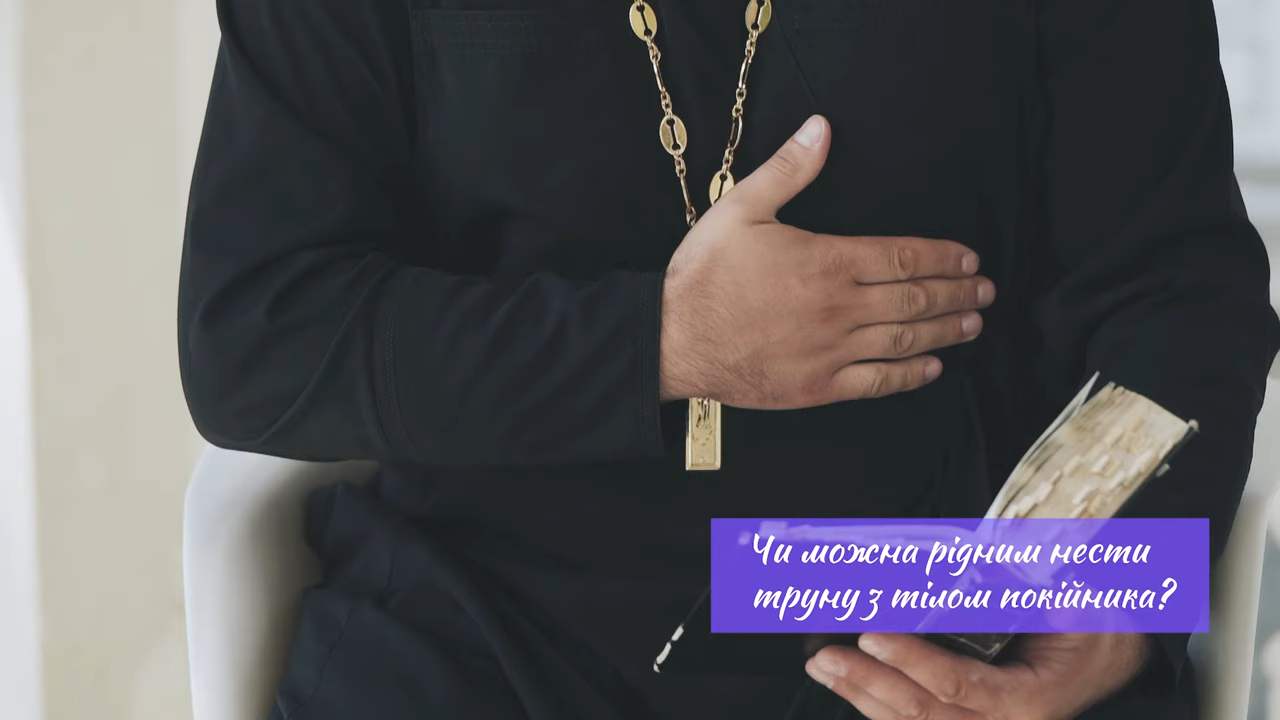 Чи можна рідним нести
труну з тілом покійника?